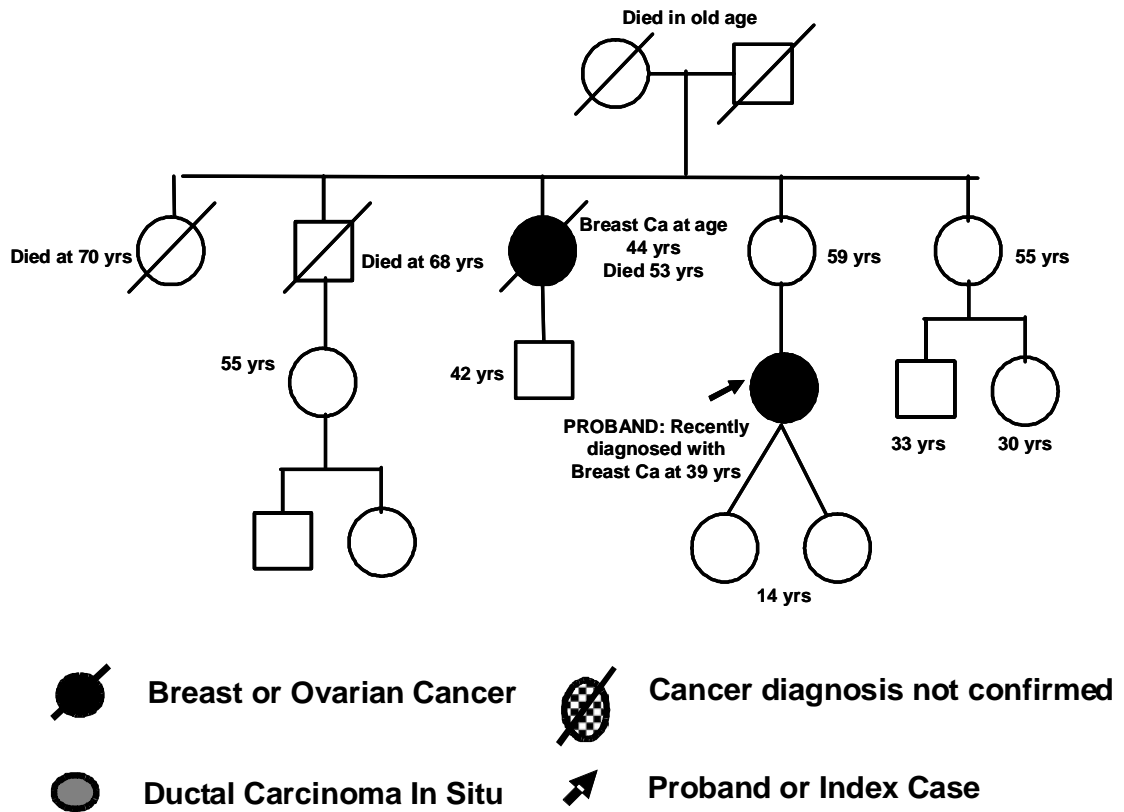 Died in old age
Died at 70 yrs
Died at 68 yrs
Breast Ca at age
44 yrs
Died 53 yrs
59 yrs
55 yrs
55 yrs
42 yrs
PROBAND: Recently
diagnosed with
Breast Ca at 39 yrs
33 yrs
30 yrs
14 yrs
Breast or Ovarian Cancer
Cancer diagnosis not confirmed
Ductal Carcinoma In Situ
Proband or Index Case